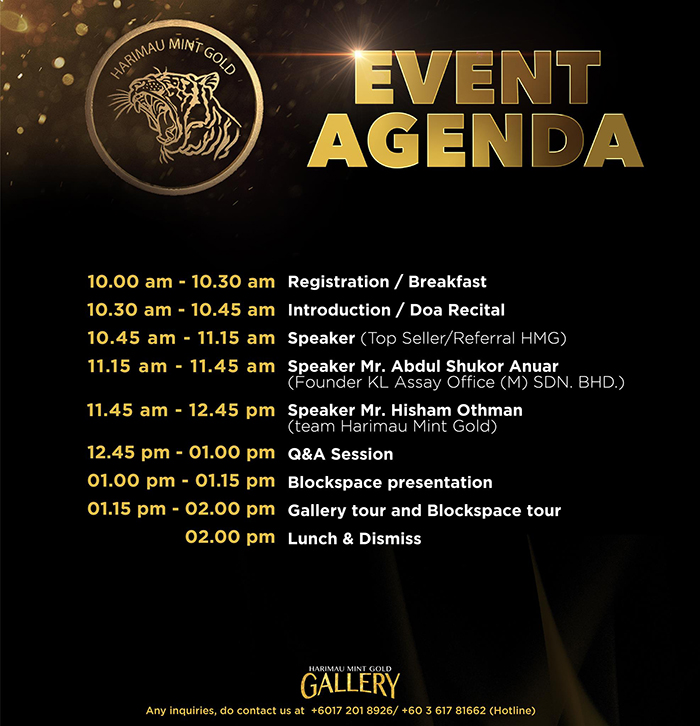 HARIMAU MINT GOLD
EVENT
AGENDA
10.00 am - 10.30 am Registration / Breakfast
10.30 am - 10.45 am Introduction / Doa Recital
10.45 am - 11.15 am Speaker (Top Seller/Referral HMG)
11.15 am - 11.45 am Speaker Mr. Abdul Shukor Anuar
(Founder KL Assay Office (M) SDN. BHD.)
11.45 am - 12.45 pm Speaker Mr. Hisham Othman
(team Harimau Mint Gold)
12.45 pm - 01.00 pm Q&A Session
01.00 pm - 01.15 pm Blockspace presentation
01.15 pm - 02.00 pm Gallery tour and Blockspace tour
02.00 pm Lunch & Dismiss
HARIMAU MINT GOLD
GALLERY
Any inquiries, do contact us at +6017 201 8926/ +60 3 617 81662 (Hotline)